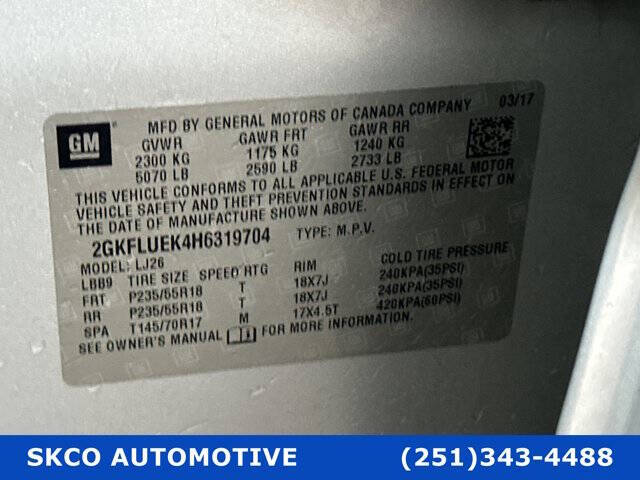 GM
MFD BY GENERAL MOTORS OF CANADA COMPANY 03/17
GVWR GAWR FRT GAWR RR
2300 KG 1175 KG 1240 KG
5070 LB 2590 LB 2733 LB
THIS VEHICLE CONFORMS TO ALL APPLICABLE U.S. FEDERAL MOTOR
VEHICLE SAFETY AND THEFT PREVENTION STANDARDS IN EFFECT ON
THE DATE OF MANUFACTURE SHOWN ABOVE.
2GKFLUEK4H6319704 TYPE: M.P.V.
MODEL: LJ26
LBB9 TIRE SIZE SPEED RTG RIM COLD TIRE PRESSURE
FRT P235/55R18 T 18X7J 240KPA(35PSI)
RR P235/55R18 T 18X7J 240KPA(35PSI)
SPA T145/70R17 M 17X4.5T 420KPA(60PSI)
SEE OWNER'S MANUAL FOR MORE INFORMATION.
SKCO AUTOMOTIVE (251)343-4488